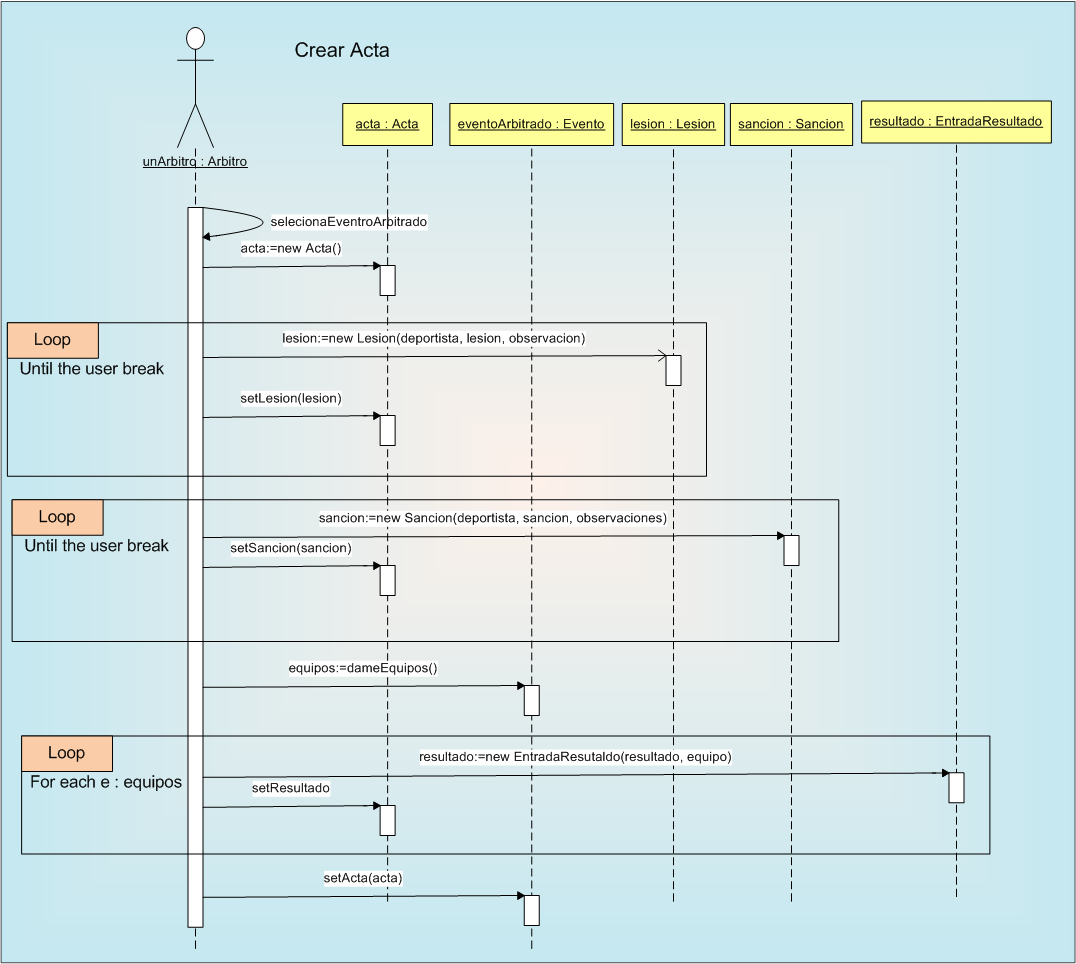 Crear Acta
acta : Acta
eventoArbitrado : Evento
lesion : Lesion
sancion : Sancion
resultado : EntradaResultado
unArbitro : Arbitro
selecionaEventroArbitrado
acta:=new Acta()
Loop
Until the user break
lesion:=new Lesion(deportista, lesion, observacion)
setLesion(lesion)
Loop
Until the user break
sancion:=new Sancion(deportista, sancion, observaciones)
setSancion(sancion)
equipos:=dameEquipos()
Loop
For each e : equipos
resultado:=new EntradaResutaldo(resultado, equipo)
setResultado
setActa(acta)